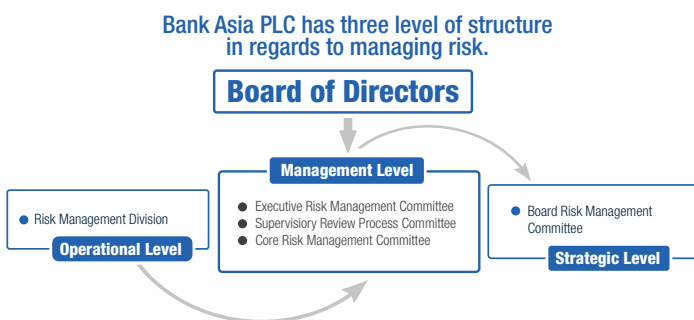 Bank Asia PLC has three level of structure
in regards to managing risk.
Board of Directors
Management Level
Executive Risk Management Committee
Supervisiory Review Process Committee
Core Risk Management Committee
Risk Management Division
Operational Level
Board Risk Management
Committee
Strategic Level